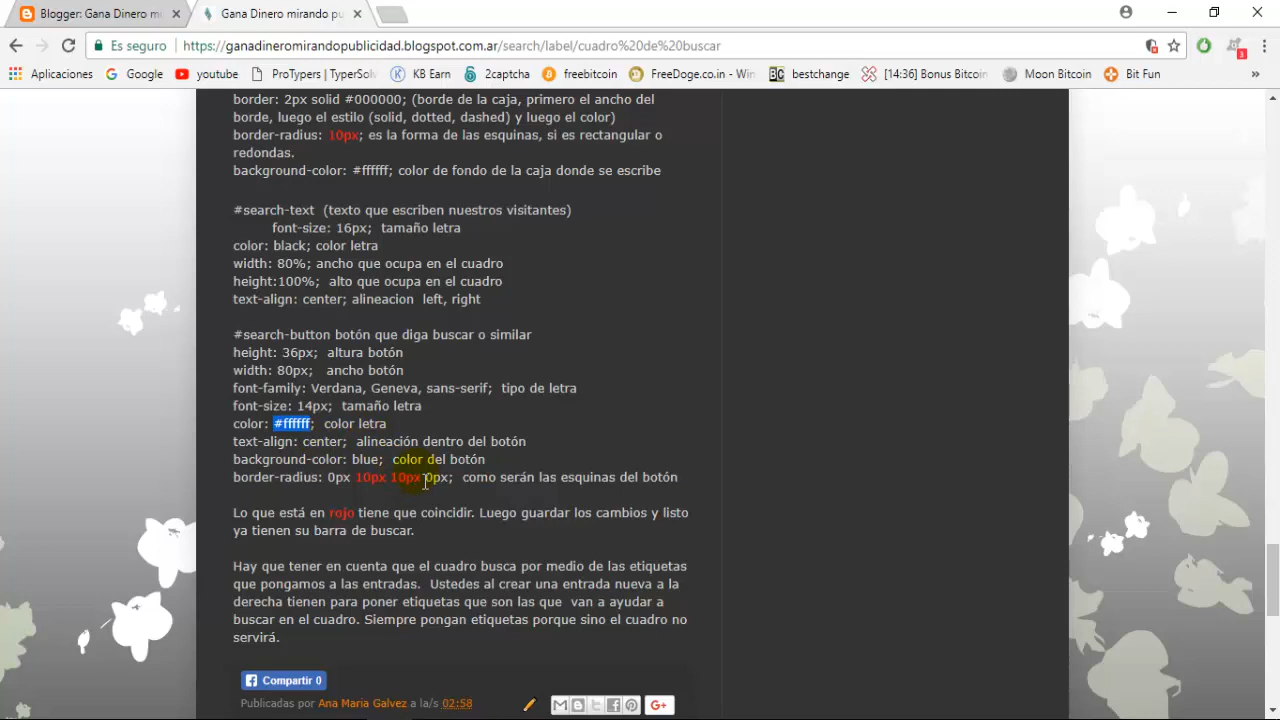 Blogger: Gana Dinero m
Gana Dinero mirando pu
Es seguro
https://ganadineromirandopublicidad.blogspot.com.ar/search/label/cuadro%20de%20buscar
3
Aplicaciones
Google
youtube
ProTypers | TyperSol
KB Earn
2captcha
freebitcoin
FreeDoge.co.in - Win
bestchange
[14:36] Bonus Bitcoin
Moon Bitcoin
Bit Fun
»
border: 2px solid #000000; (borde de la caja, primero el ancho del
borde, luego el estilo (solid, dotted, dashed) y luego el color)
border-radius: 10px; es la forma de las esquinas, si es rectangular o
redondas.
background-color: #ffffff; color de fondo de la caja donde se escribe
#search-text (texto que escriben nuestros visitantes)
font-size: 16px; tamaño letra
color: black; color letra
width: 80%; ancho que ocupa en el cuadro
height:100%; alto que ocupa en el cuadro
text-align: center; alineacion left, right
#search-button botón que diga buscar o similar
height: 36px; altura botón
width: 80px; ancho botón
font-family: Verdana, Geneva, sans-serif; tipo de letra
font-size: 14px; tamaño letra
color: #ffffff; color letra
text-align: center; alineación dentro del botón
background-color: blue; color del botón
border-radius: 0px 10px 10px 0px; como serán las esquinas del botón
Lo que está en rojo tiene que coincidir. Luego guardar los cambios y listo
ya tienen su barra de buscar.
Hay que tener en cuenta que el cuadro busca por medio de las etiquetas
que pongamos a las entradas. Ustedes al crear una entrada nueva a la
derecha tienen para poner etiquetas que son las que van a ayudar a
buscar en el cuadro. Siempre pongan etiquetas porque sino el cuadro no
servirá.
Compartir 0
Publicadas por Ana Maria Galvez a la/s 02:58
G+